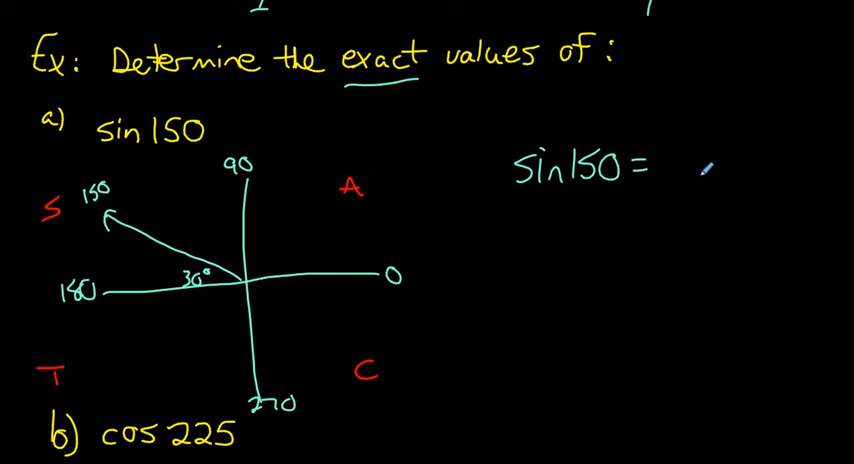 Ex: Determine the exact values of:
a) sin 150
sin 150 =
90
A
S
150
30°
180
0
T
C
270
b) cos 225